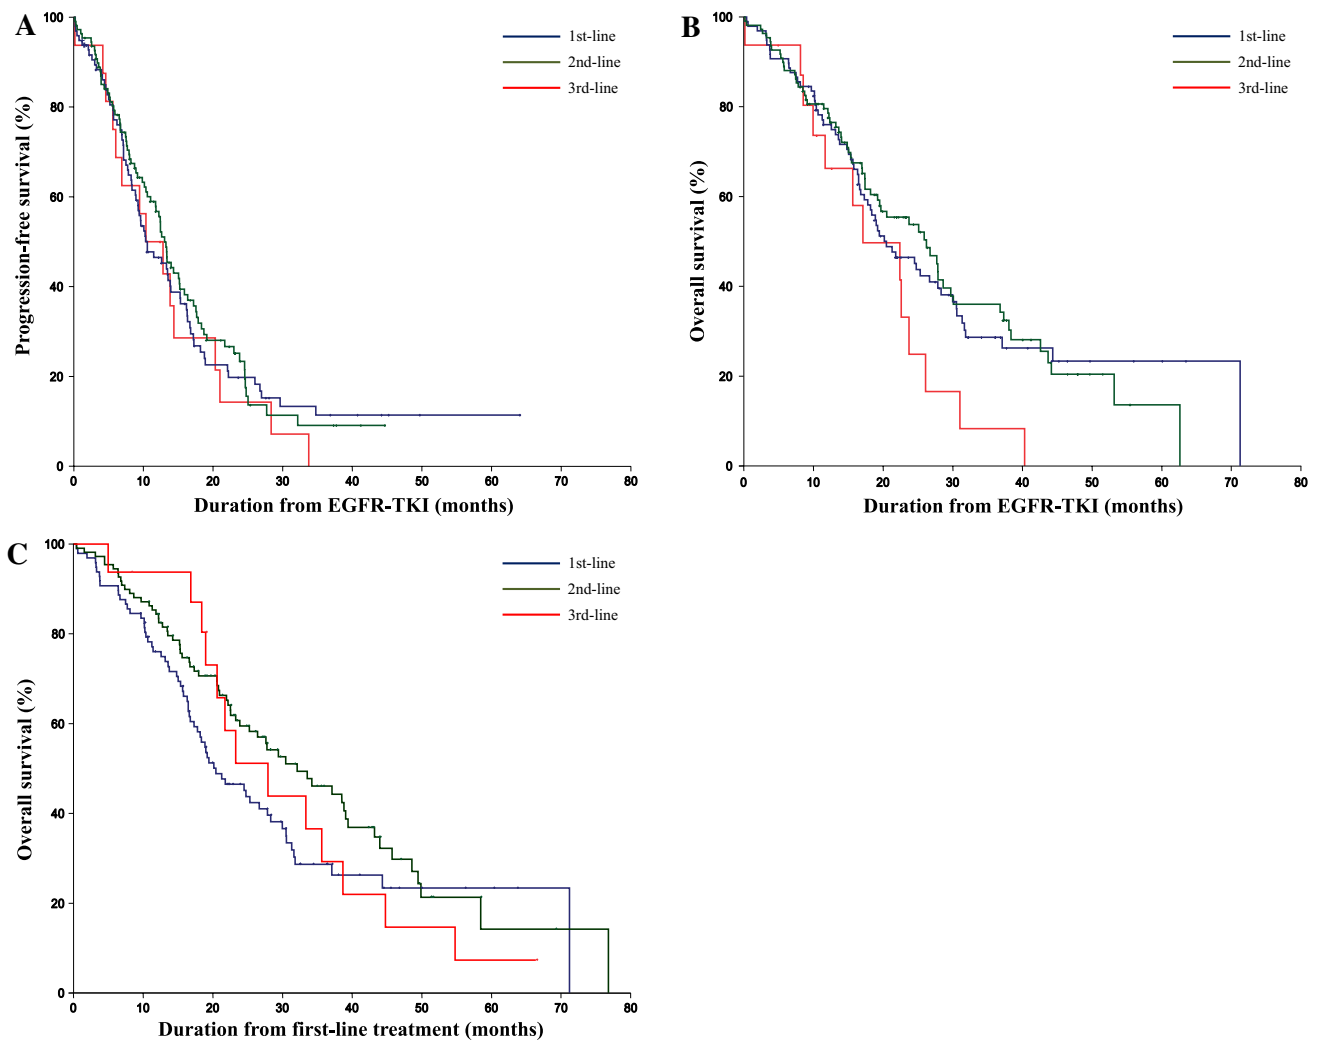 A
100
80
60
40
20
0
Progression-free survival (%)
1st-line
2nd-line
3rd-line
0 10 20 30 40 50 60 70 80
Duration from EGFR-TKI (months)
B
100
80
60
40
20
0
Overall survival (%)
1st-line
2nd-line
3rd-line
0 10 20 30 40 50 60 70 80
Duration from EGFR-TKI (months)
C
100
80
60
40
20
0
Overall survival (%)
1st-line
2nd-line
3rd-line
0 10 20 30 40 50 60 70 80
Duration from first-line treatment (months)